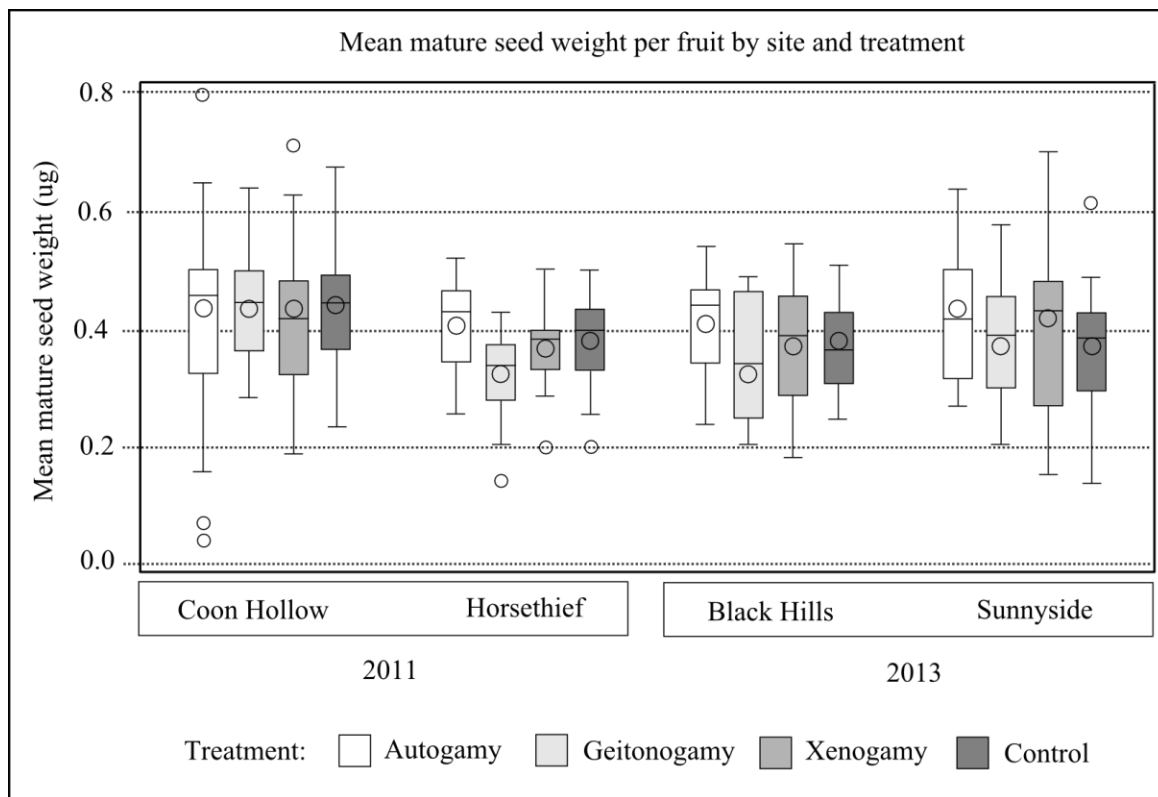 Mean mature seed weight per fruit by site and treatment
Mean mature seed weight (ug)
0.8
0.6
0.4
0.2
0.0
Coon Hollow Horsethief Black Hills Sunnyside
2011 2013
Treatment: Autogamy Geitonogamy Xenogamy Control